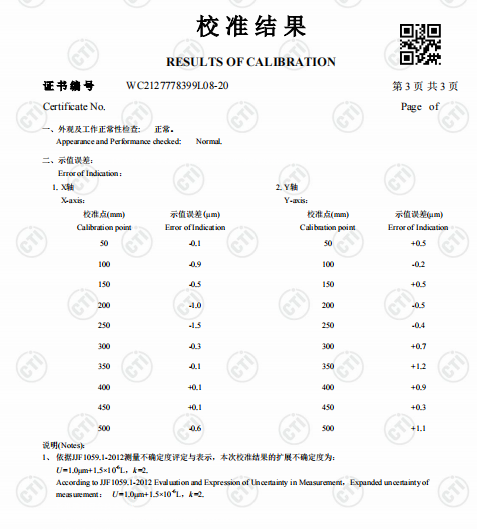 校准结果
RESULTS OF CALIBRATION
证书编号 WC2127778399L08-20 第 3 页 共 3 页
Certificate No. Page of
一、外观及工作正常性检查: 正常。
Appearance and Performance checked: Normal.
二、示值误差:
Error of Indication:
1. X轴 2. Y轴
X-axis: Y-axis:
校准点(mm) 示值误差(μm) 校准点(mm) 示值误差(μm)
Calibration point Error of Indication Calibration point Error of Indication
50 -0.1 50 +0.5
100 -0.9 100 -0.2
150 -0.5 150 +0.5
200 -1.0 200 -0.5
250 -1.5 250 -0.4
300 -0.3 300 +0.7
350 -0.1 350 +1.2
400 +0.1 400 +0.9
450 +0.1 450 +0.3
500 -0.6 500 +1.1
说明(Notes):
1、 依据JJF 1059.1-2012测量不确定度评定与表示，本次校准结果的扩展不确定度为:
U=1.0μm+1.5×10⁻⁶L，k=2.
According to JJF 1059.1-2012 Evaluation and Expression of Uncertainty in Measurement，Expanded uncertainty of
measurement： U=1.0μm+1.5×10⁻⁶L，k=2.